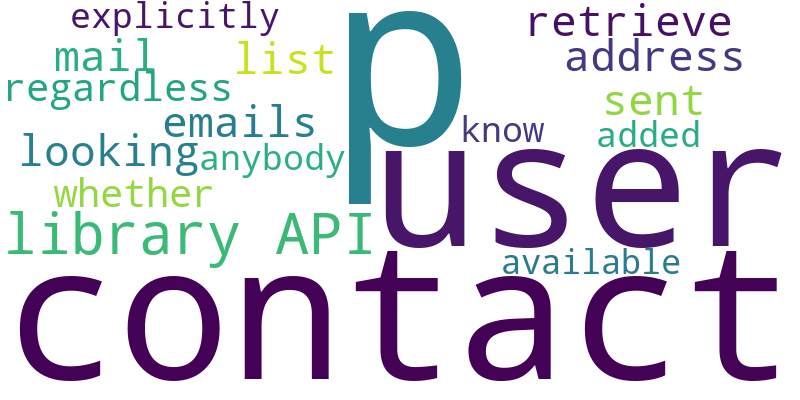 explicitly
p
retrieve
mail
list
address
regardless
sent
emails
know
added
looking
anybody
user
whether
library API
available
contact